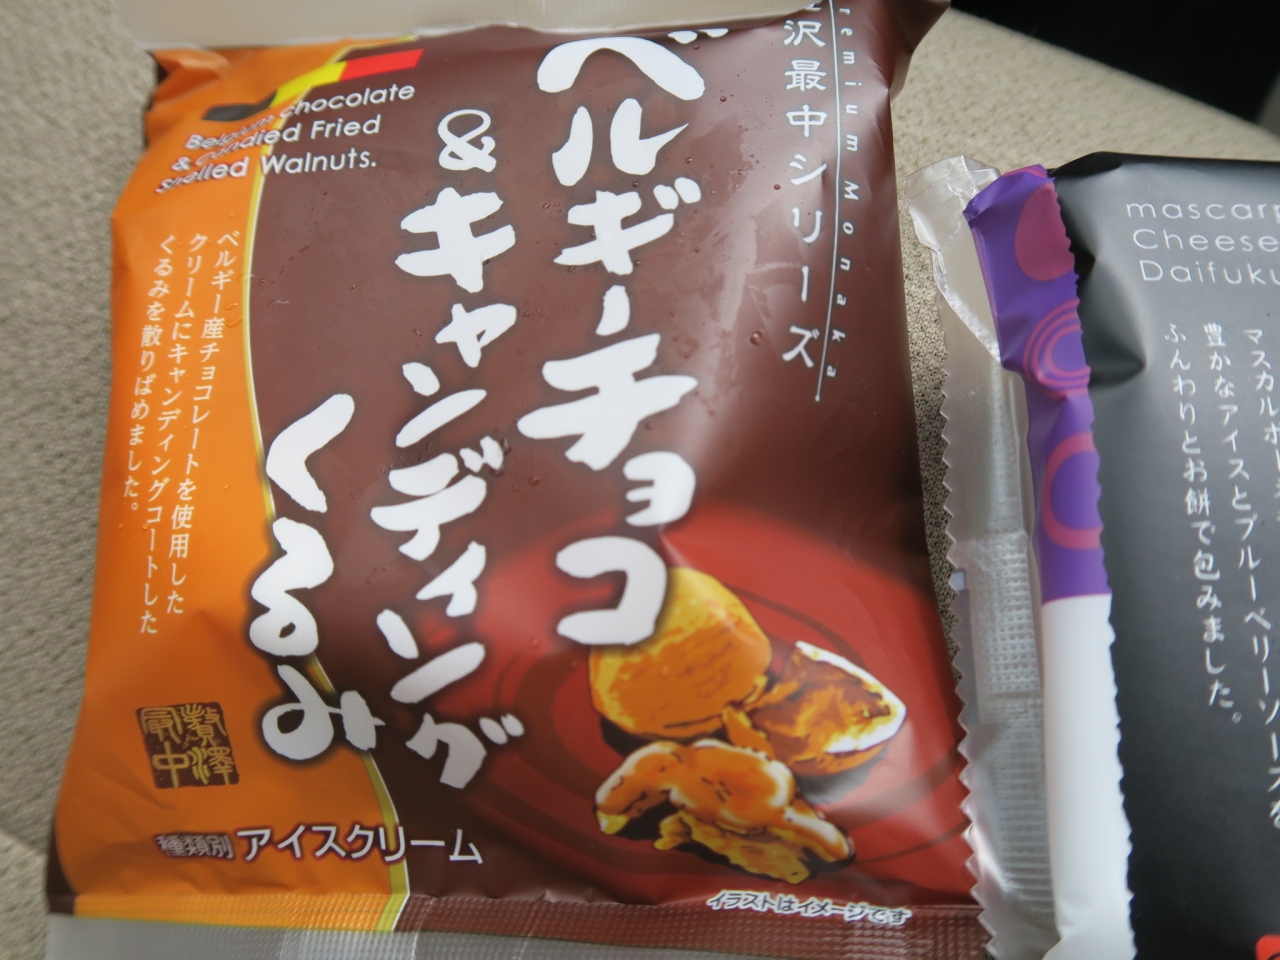 Belgium chocolate
& Candied Fried
Shelled Walnuts.
沢最中シリーズ
remium Monaka
ベルギーチョコ
&キャンディング
くるみ
ベルギー産チョコレートを使用した
クリームにキャンディングコートした
くるみを散りばめました。
贅澤
最中
種類別 アイスクリーム
イラストはイメージです
mascarp
Cheese
Daifuku
豊かなアイスとブルーベリーソースを
ふんわりとお餅で包みました。